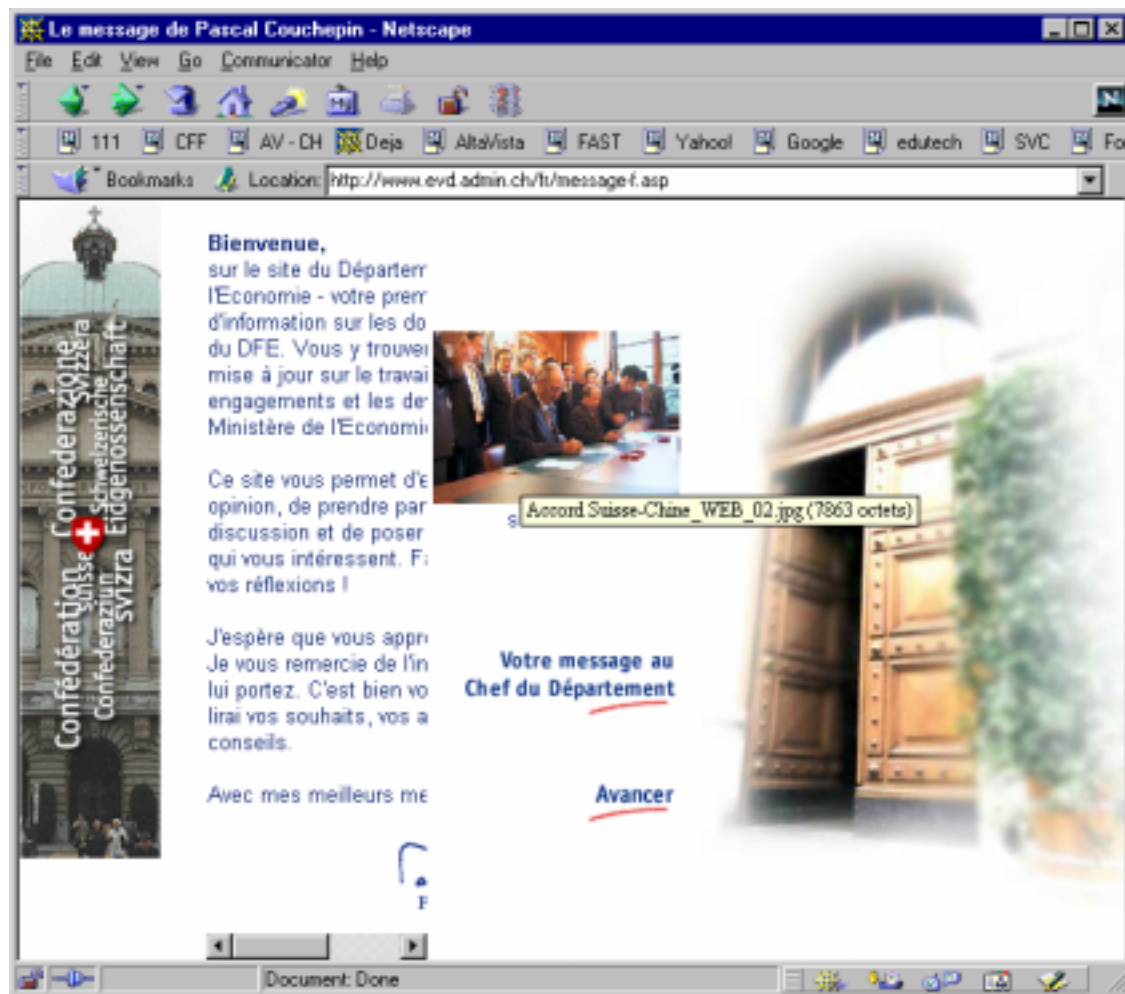 Le message de Pascal Couchepin - Netscape
File Edit View Go Communicator Help
111 CFF AV - CH Deja AltaVista FAST Yahoo! Google edutech SVC Fo
Bookmarks Location: http://www.evd.admin.ch/fr/message-f.asp
Confédération suisse
Confederaziun svizra
Confederazione Svizzera
Schweizerische Eidgenossenschaft
Bienvenue,
sur le site du Départem
l'Economie - votre prem
d'information sur les do
du DFE. Vous y trouver
mise à jour sur le travai
engagements et les de
Ministère de l'Economi
Ce site vous permet d'e
opinion, de prendre par
discussion et de poser
qui vous intéressent. Fa
vos réflexions !
J'espère que vous appr
Je vous remercie de l'in
lui portez. C'est bien vo
lirai vos souhaits, vos a
conseils.
Avec mes meilleurs me
P
s
Accord Suisse-Chine_WEB_02.jpg (7863 octets)
Votre message au
Chef du Département
Avancer
Document: Done